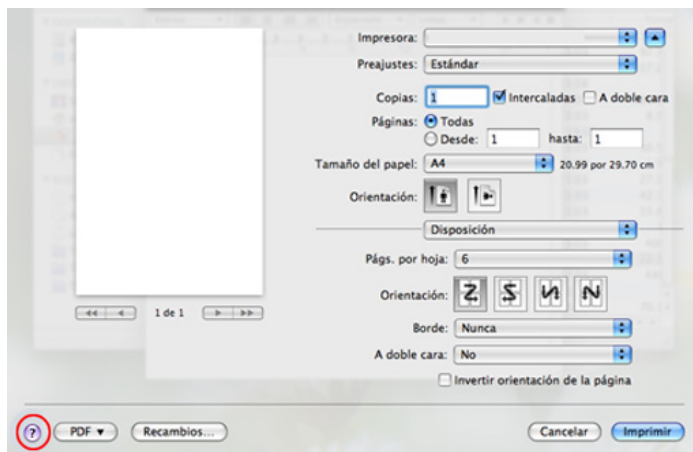 Impresora:
Preajustes: Estándar
Copias: 1 Intercaladas A doble cara
Páginas: Todas
Desde: 1 hasta: 1
Tamaño del papel: A4 20.99 por 29.70 cm
Orientación:
Disposición
Págs. por hoja: 6
Orientación:
1 de 1
Borde: Nunca
A doble cara: No
Invertir orientación de la página
? PDF Recambios... Cancelar Imprimir